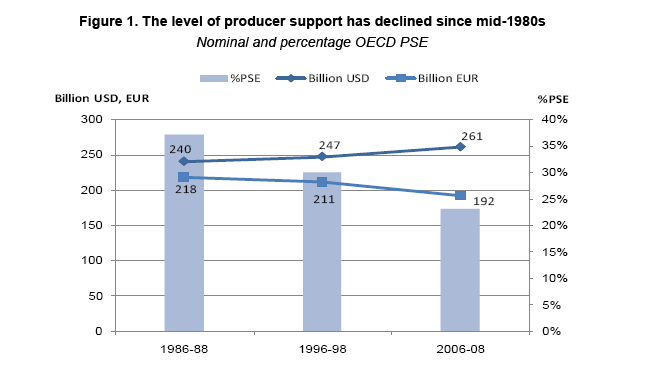 Figure 1. The level of producer support has declined since mid-1980s
Nominal and percentage OECD PSE
%PSE Billion USD Billion EUR
Billion USD, EUR %PSE
300 40%
250 35%
200 30%
150 25%
100 20%
50 15%
0 10%
5%
0%
240 247 261
218 211 192
1986-88 1996-98 2006-08